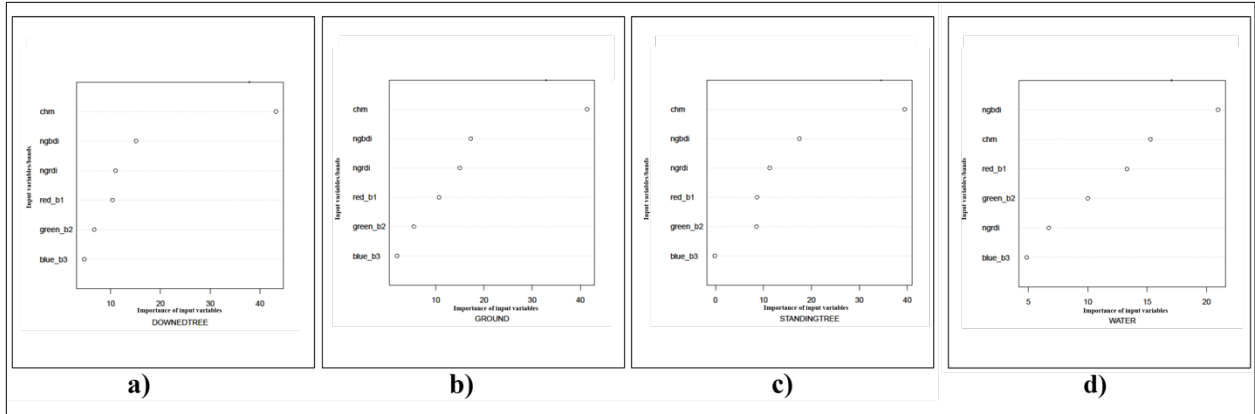 Input variables/bands
chm
ngbdi
ngrdi
red_b1
green_b2
blue_b3
10 20 30 40
Importance of input variables
DOWNEDTREE
a)
Input variables/bands
chm
ngbdi
ngrdi
red_b1
green_b2
blue_b3
10 20 30 40
Importance of input variables
GROUND
b)
Input variables/bands
chm
ngbdi
ngrdi
red_b1
green_b2
blue_b3
0 10 20 30 40
Importance of input variables
STANDINGTREE
c)
Input variables/bands
ngbdi
chm
red_b1
green_b2
ngrdi
blue_b3
5 10 15 20
Importance of input variables
WATER
d)